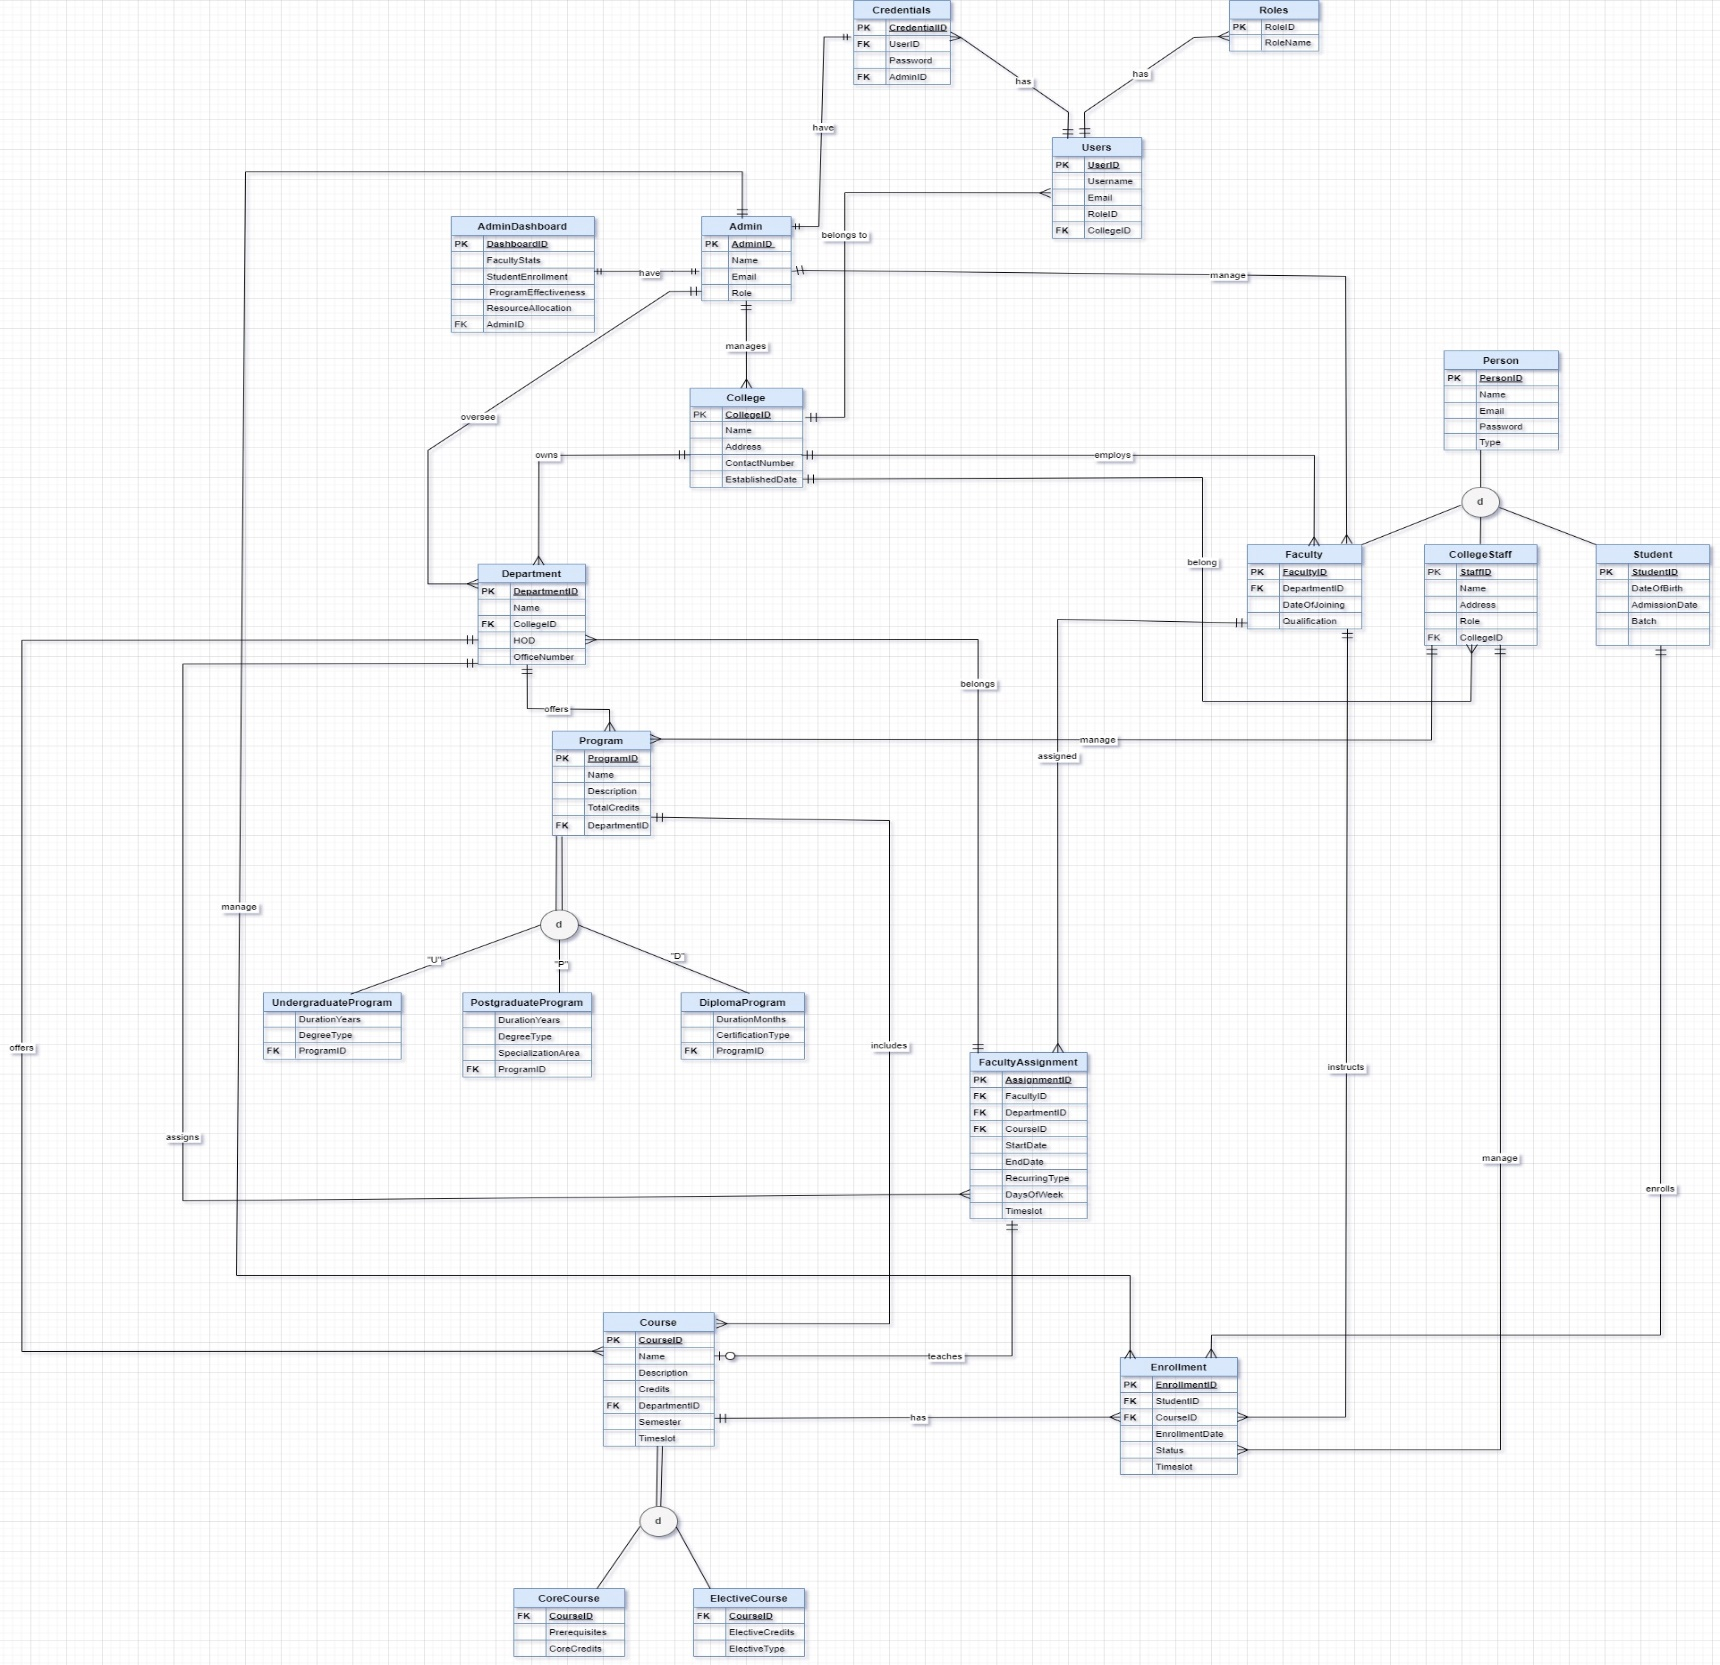 Credentials
PK CredentialID
FK UserID
Password
FK AdminID
Roles
PK RoleID
RoleName
has
has
have
Users
PK UserID
Username
Email
RoleID
FK CollegeID
belongs to
AdminDashboard
PK DashboardID
FacultyStats
StudentEnrollment
ProgramEffectiveness
ResourceAllocation
FK AdminID
have
Admin
PK AdminID
Name
Email
Role
manage
manages
oversee
College
PK CollegeID
Name
Address
ContactNumber
EstablishedDate
owns
employs
belong
Person
PK PersonID
Name
Email
Password
Type
d
Faculty
PK FacultyID
FK DepartmentID
DateOfJoining
Qualification
CollegeStaff
PK StaffID
Name
Address
Role
FK CollegeID
Student
PK StudentID
DateOfBirth
AdmissionDate
Batch
Department
PK DepartmentID
Name
FK CollegeID
HOD
OfficeNumber
belongs
offers
manage
assigned
Program
PK ProgramID
Name
Description
TotalCredits
FK DepartmentID
manage
d
"U"
"P"
"D"
UndergraduateProgram
DurationYears
DegreeType
FK ProgramID
PostgraduateProgram
DurationYears
DegreeType
SpecializationArea
FK ProgramID
DiplomaProgram
DurationMonths
CertificationType
FK ProgramID
offers
includes
instructs
assigns
manage
enrolls
FacultyAssignment
PK AssignmentID
FK FacultyID
FK DepartmentID
FK CourseID
StartDate
EndDate
RecurringType
DaysOfWeek
Timeslot
Course
PK CourseID
Name
Description
Credits
FK DepartmentID
Semester
Timeslot
teaches
has
Enrollment
PK EnrollmentID
FK StudentID
FK CourseID
EnrollmentDate
Status
Timeslot
d
CoreCourse
FK CourseID
Prerequisites
CoreCredits
ElectiveCourse
FK CourseID
ElectiveCredits
ElectiveType